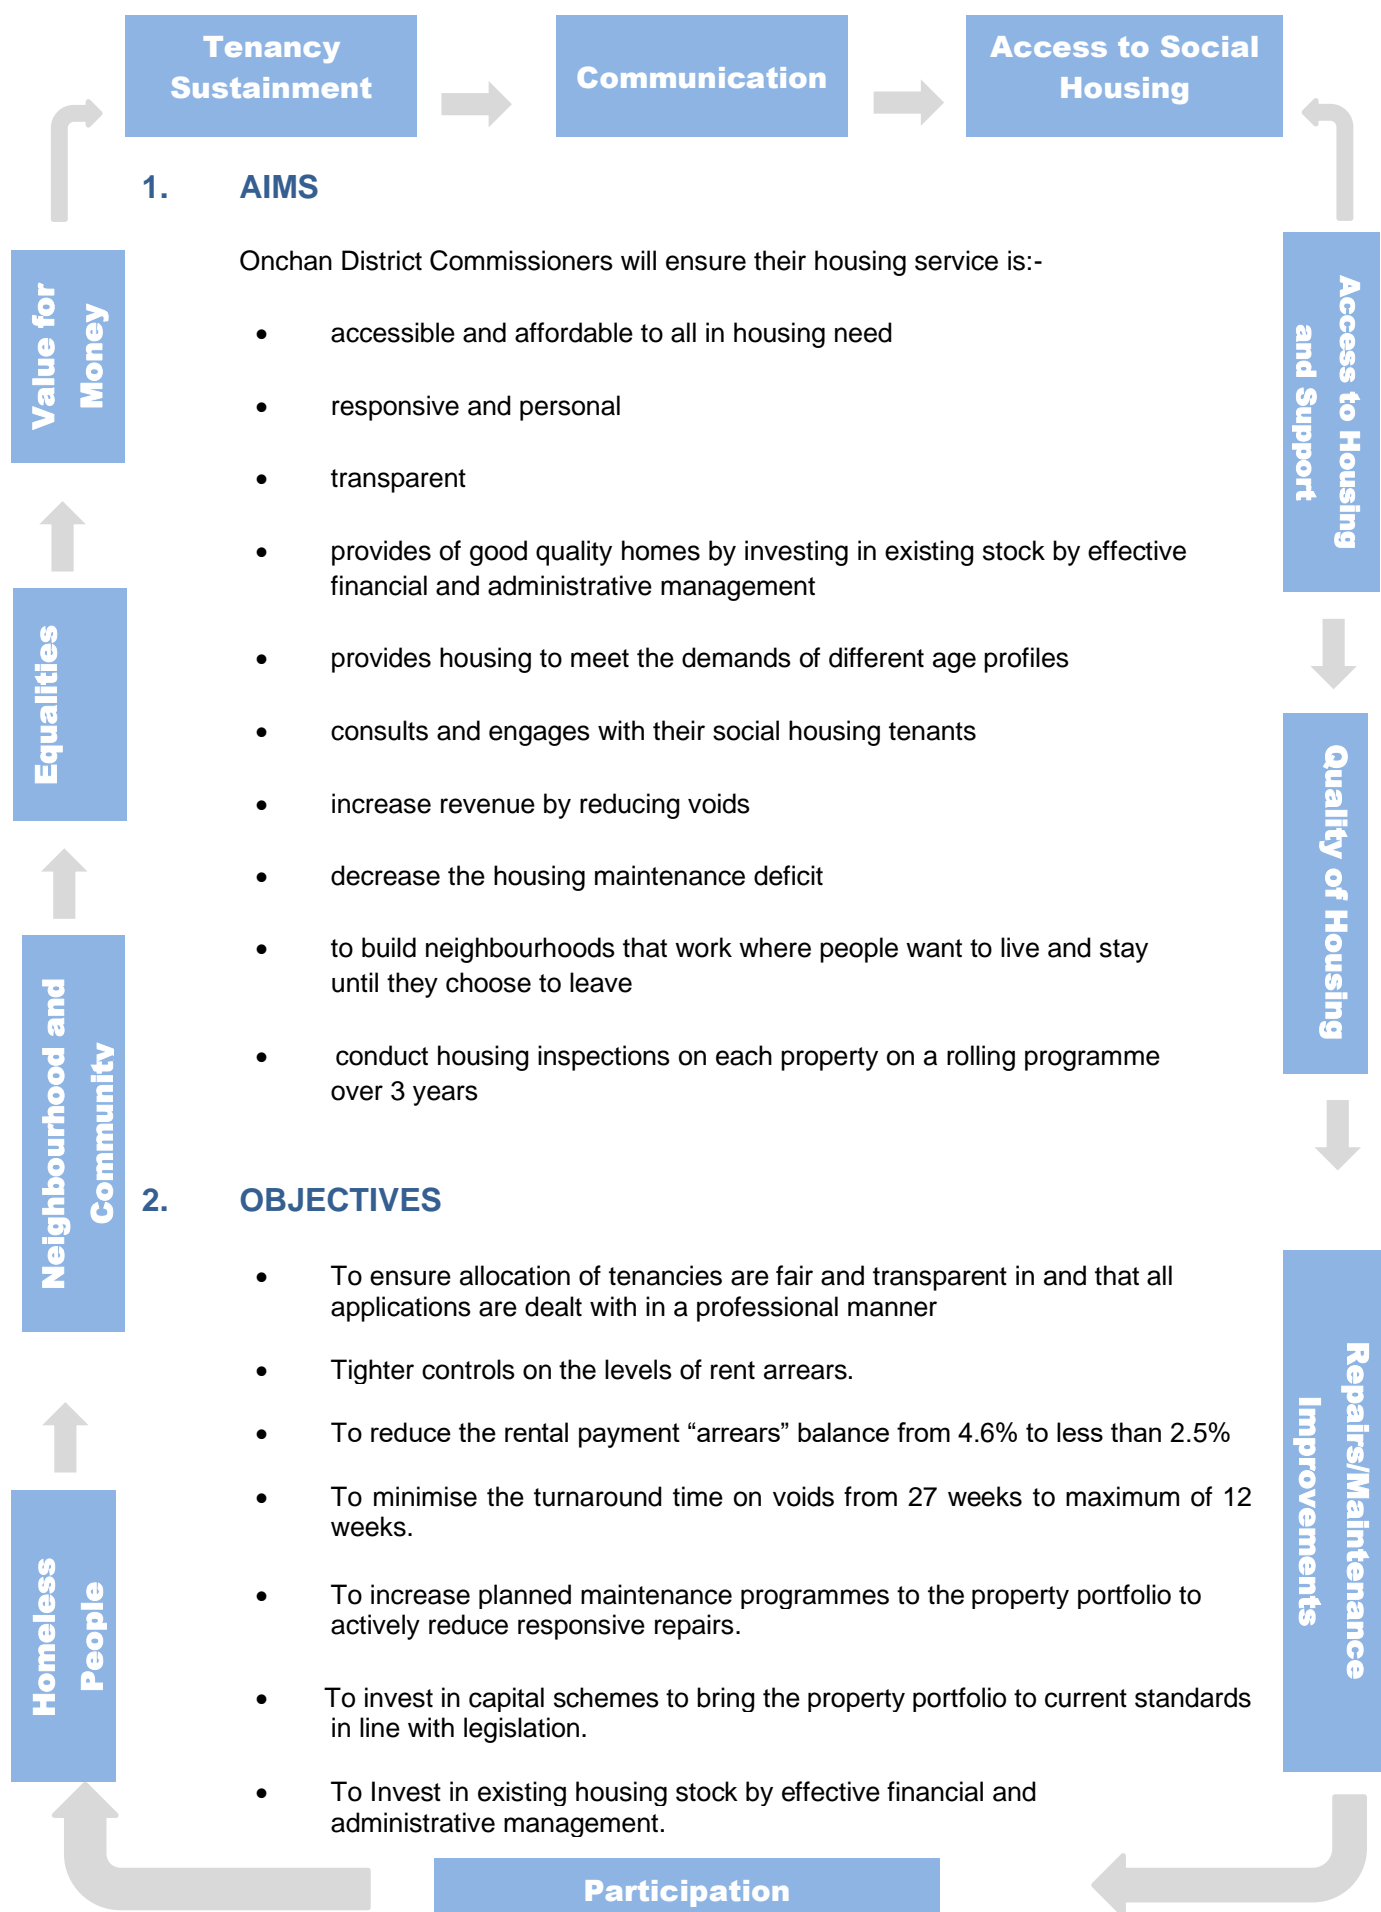 Tenancy
Sustainment
Communication
Access to Social
Housing
1. AIMS
Onchan District Commissioners will ensure their housing service is:-
• accessible and affordable to all in housing need
• responsive and personal
• transparent
• provides of good quality homes by investing in existing stock by effective
financial and administrative management
• provides housing to meet the demands of different age profiles
• consults and engages with their social housing tenants
• increase revenue by reducing voids
• decrease the housing maintenance deficit
• to build neighbourhoods that work where people want to live and stay
until they choose to leave
• conduct housing inspections on each property on a rolling programme
over 3 years
2. OBJECTIVES
• To ensure allocation of tenancies are fair and transparent in and that all
applications are dealt with in a professional manner
• Tighter controls on the levels of rent arrears.
• To reduce the rental payment “arrears” balance from 4.6% to less than 2.5%
• To minimise the turnaround time on voids from 27 weeks to maximum of 12
weeks.
• To increase planned maintenance programmes to the property portfolio to
actively reduce responsive repairs.
• To invest in capital schemes to bring the property portfolio to current standards
in line with legislation.
• To Invest in existing housing stock by effective financial and
administrative management.
Access to Housing
and Support
Quality of Housing
Repairs/Maintenance
Improvements
Participation
Homeless
People
Neighbourhood and
Community
Equalities
Value for
Money